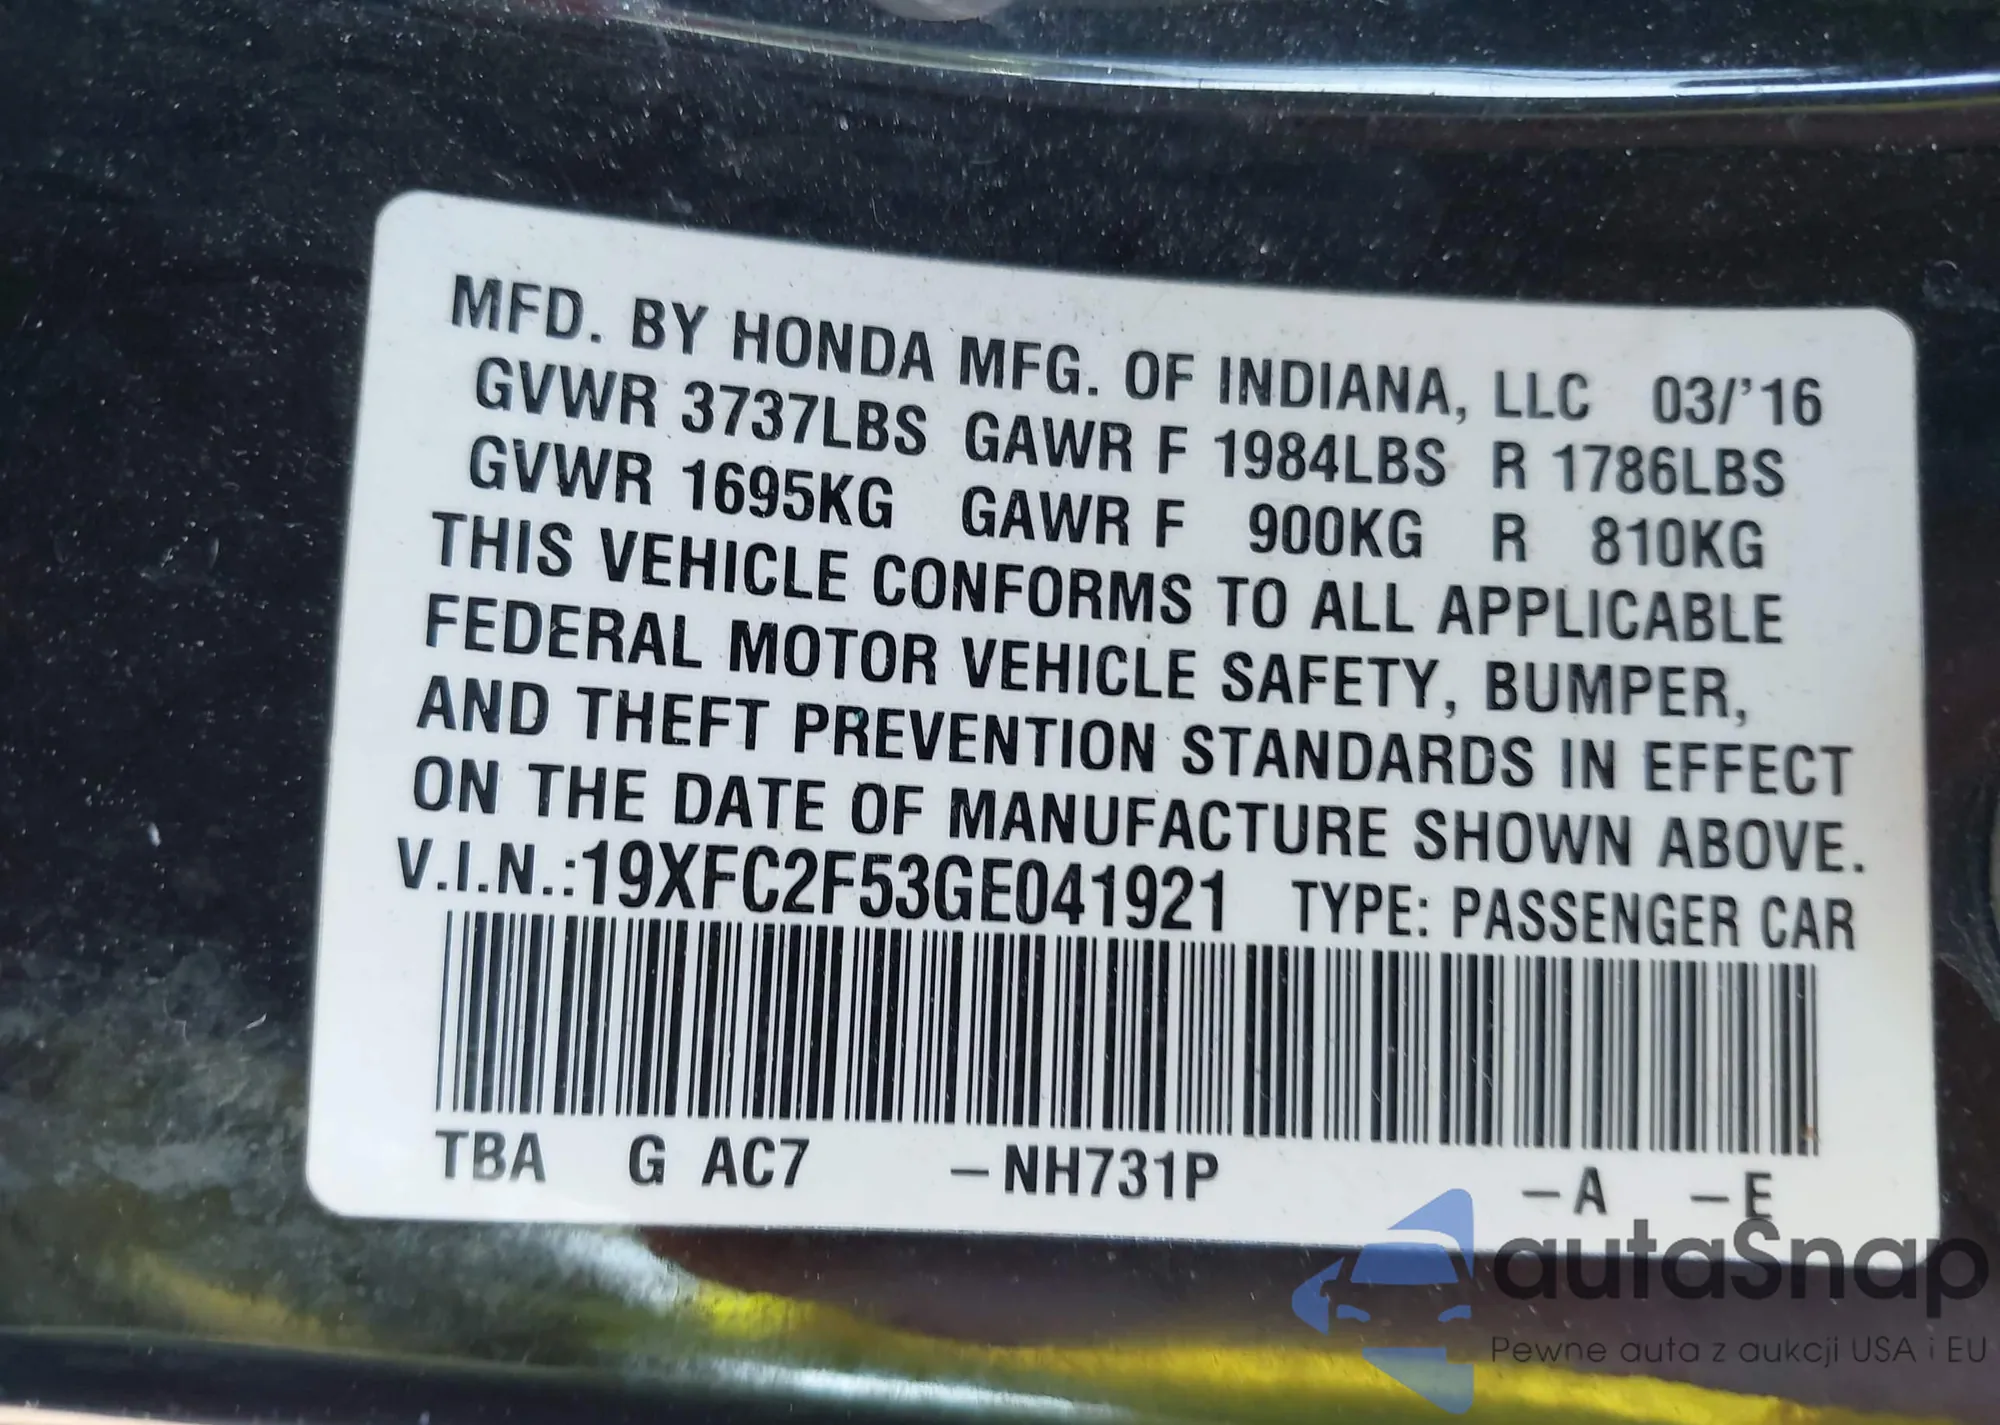 MFD. BY HONDA MFG. OF INDIANA, LLC 03/'16
GVWR 3737LBS GAWR F 1984LBS R 1786LBS
GVWR 1695KG GAWR F 900KG R 810KG
THIS VEHICLE CONFORMS TO ALL APPLICABLE
FEDERAL MOTOR VEHICLE SAFETY, BUMPER,
AND THEFT PREVENTION STANDARDS IN EFFECT
ON THE DATE OF MANUFACTURE SHOWN ABOVE.
V.I.N.:19XFC2F53GE041921 TYPE: PASSENGER CAR
TBA G AC7 –NH731P –A –E
autaSnap
Pewne auta z aukcji USA i EU